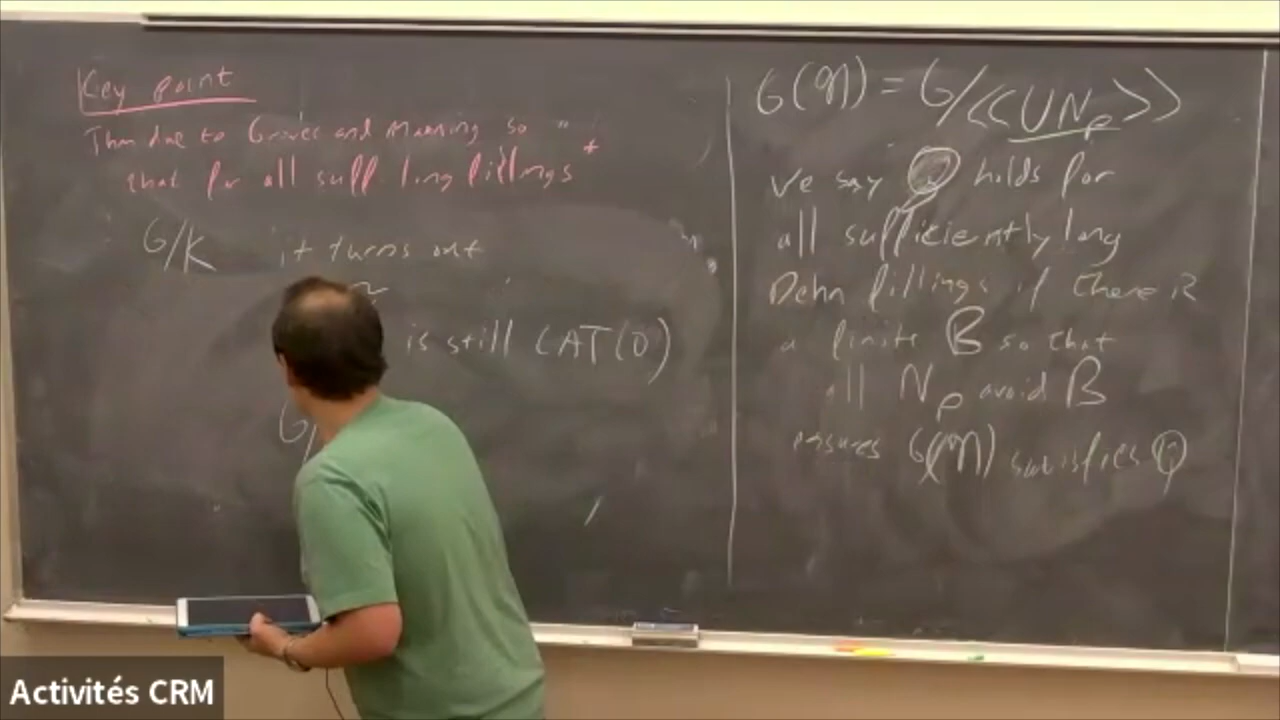 Key point
Thm due to Groves and Manning so
that for all suff long fillings
G/K it turns out
is still CAT(0)
G/
G(N) = G/<<UN_P>>
We say Q holds for
all sufficiently long
Dehn fillings if there is
a finite B so that
all N_P avoid B
ensures G(N) satisfies Q
Activités CRM